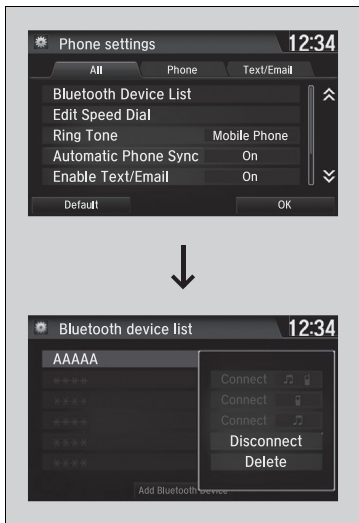 Phone settings 12:34
All Phone Text/Email
Bluetooth Device List
Edit Speed Dial
Ring Tone Mobile Phone
Automatic Phone Sync On
Enable Text/Email On
Default OK
Bluetooth device list 12:34
AAAAA
****
Connect
****
Connect
****
Connect
****
Disconnect
****
Delete
Add Bluetooth Device